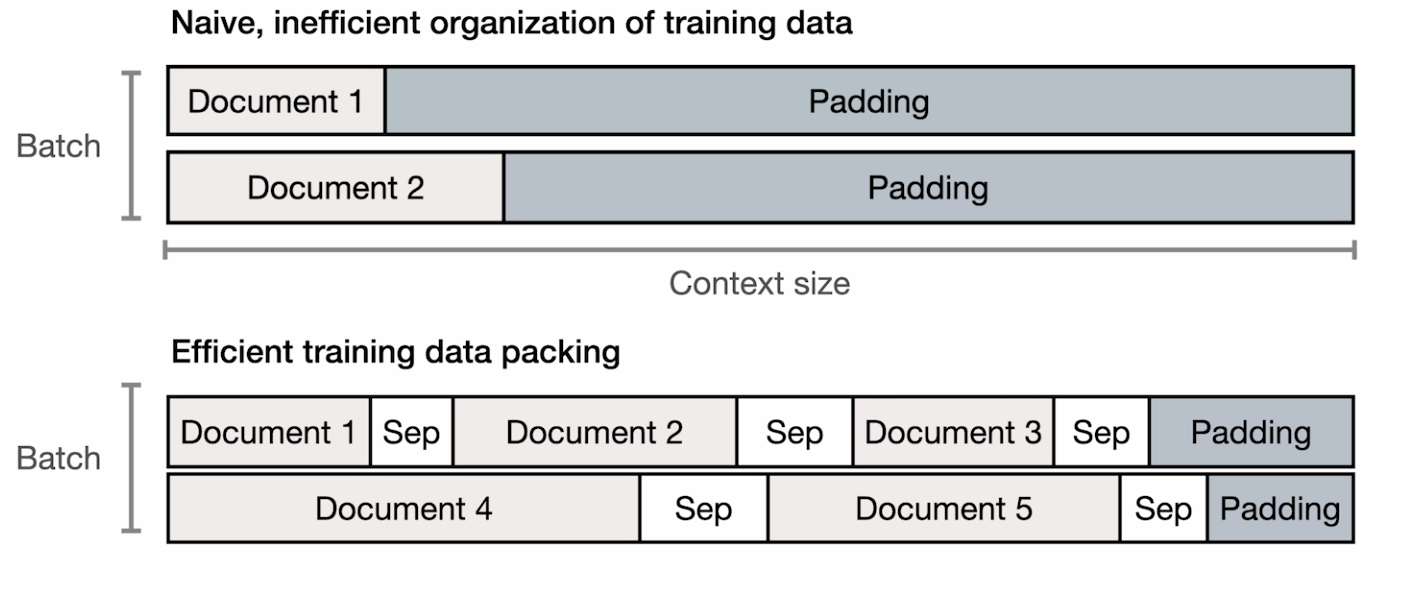 Naive, inefficient organization of training data
Document 1 Padding
Batch
Document 2 Padding
Context size
Efficient training data packing
Document 1 Sep Document 2 Sep Document 3 Sep Padding
Batch
Document 4 Sep Document 5 Sep Padding